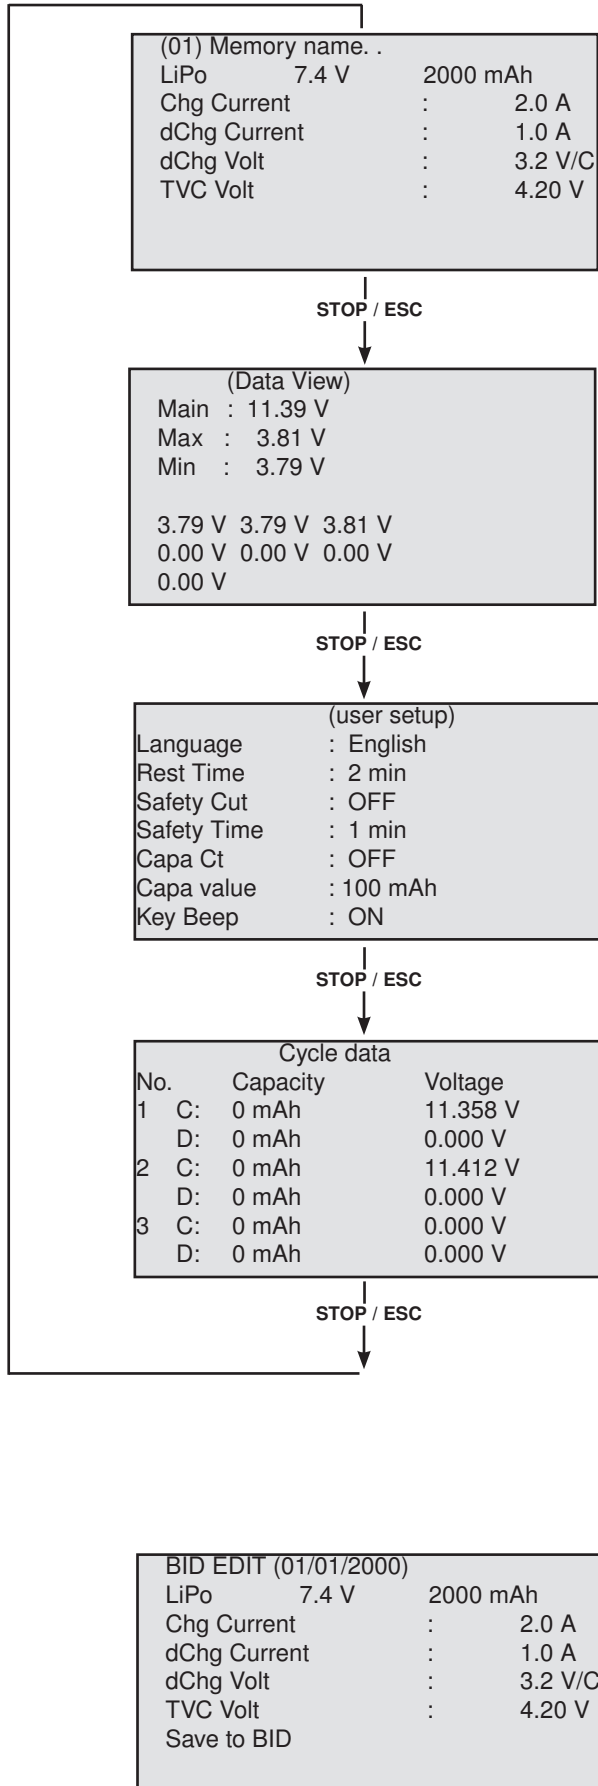 (01) Memory name. .
LiPo 7.4 V 2000 mAh
Chg Current : 2.0 A
dChg Current : 1.0 A
dChg Volt : 3.2 V/C
TVC Volt : 4.20 V
STOP / ESC
(Data View)
Main : 11.39 V
Max : 3.81 V
Min : 3.79 V
3.79 V 3.79 V 3.81 V
0.00 V 0.00 V 0.00 V
0.00 V
STOP / ESC
(user setup)
Language : English
Rest Time : 2 min
Safety Cut : OFF
Safety Time : 1 min
Capa Ct : OFF
Capa value : 100 mAh
Key Beep : ON
STOP / ESC
Cycle data
No. Capacity Voltage
1 C: 0 mAh 11.358 V
D: 0 mAh 0.000 V
2 C: 0 mAh 11.412 V
D: 0 mAh 0.000 V
3 C: 0 mAh 0.000 V
D: 0 mAh 0.000 V
STOP / ESC
BID EDIT (01/01/2000)
LiPo 7.4 V 2000 mAh
Chg Current : 2.0 A
dChg Current : 1.0 A
dChg Volt : 3.2 V/C
TVC Volt : 4.20 V
Save to BID